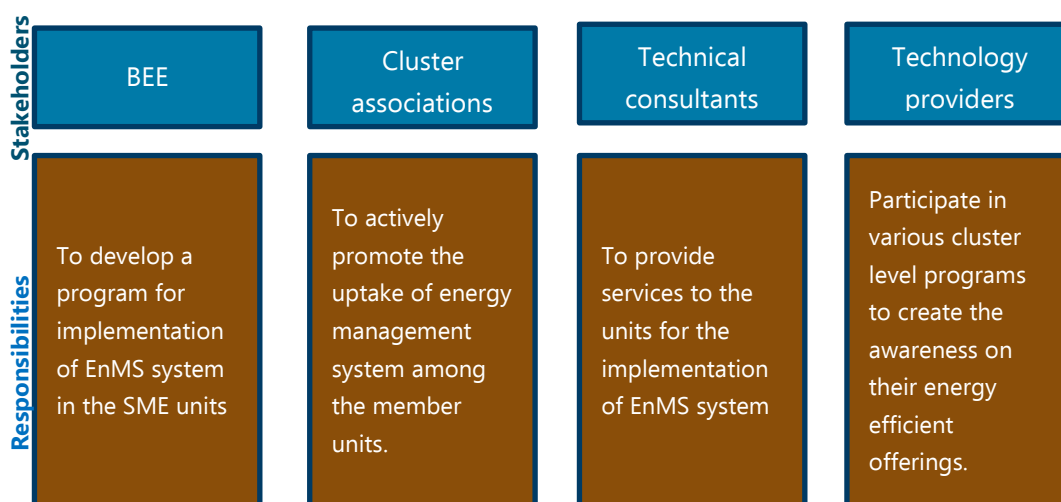 Stakeholders
BEE
Cluster
associations
Technical
consultants
Technology
providers
Responsibilities
To develop a
program for
implementation
of EnMS system
in the SME units
To actively
promote the
uptake of energy
management
system among
the member
units.
To provide
services to the
units for the
implementation
of EnMS system
Participate in
various cluster
level programs
to create the
awareness on
their energy
efficient
offerings.